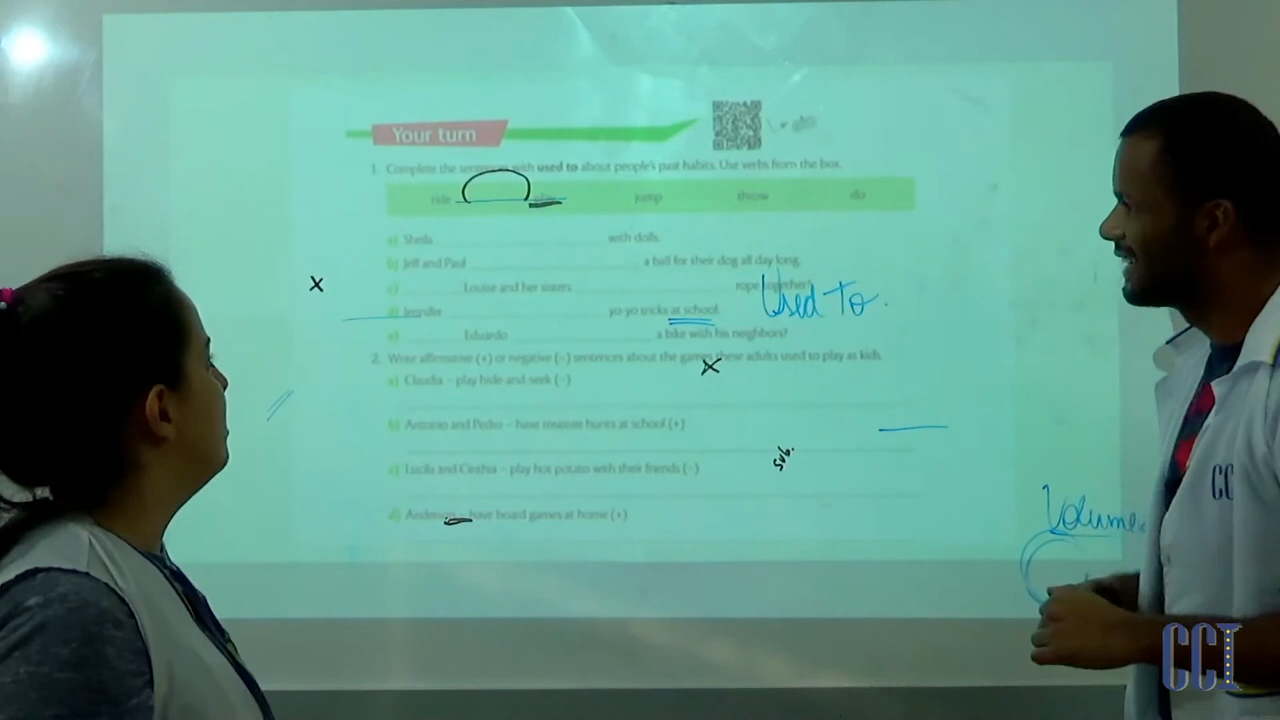 Your turn
1. Complete the sentences with used to about people's past habits. Use verbs from the box.
ride play jump throw do
a) Sheila with dolls.
b) Jeff and Paul a ball for their dog all day long.
c) Louise and her sisters rope together?
Used To.
d) Jennifer yo-yo tricks at school.
e) Eduardo a bike with his neighbors?
2. Write affirmative (+) or negative (–) sentences about the games these adults used to play as kids.
a) Claudia – play hide-and-seek (–)
b) Antonio and Pedro – have treasure hunts at school (+)
c) Lucila and Cinthia – play hot potato with their friends (–)
d) Anderson – have board games at home (+)
Volume
CC
CCI